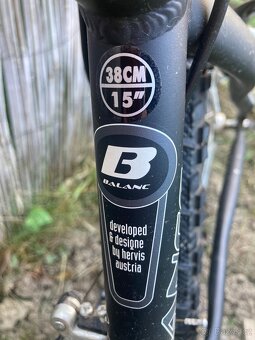 38CM
15"
B
BALANC
developed
& designe
by hervis
austria